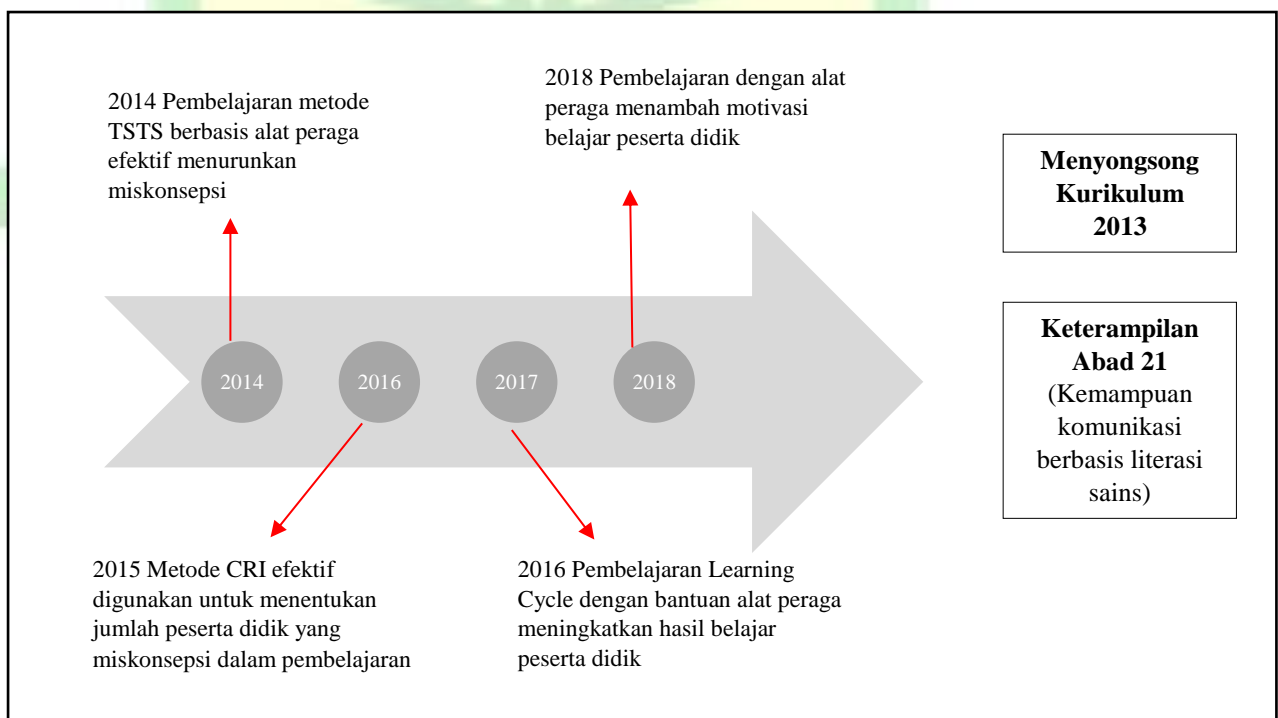 2014 Pembelajaran metode
TSTS berbasis alat peraga
efektif menurunkan
miskonsepsi
2018 Pembelajaran dengan alat
peraga menambah motivasi
belajar peserta didik
Menyongsong
Kurikulum
2013
2014
2016
2017
2018
Keterampilan
Abad 21
(Kemampuan
komunikasi
berbasis literasi
sains)
2015 Metode CRI efektif
digunakan untuk menentukan
jumlah peserta didik yang
miskonsepsi dalam pembelajaran
2016 Pembelajaran Learning
Cycle dengan bantuan alat peraga
meningkatkan hasil belajar
peserta didik